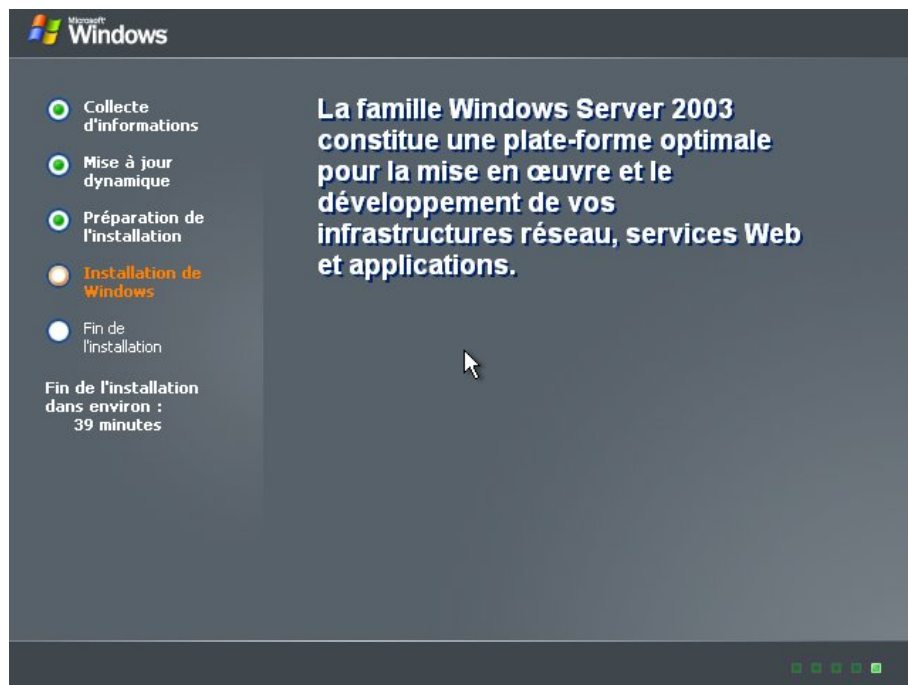 Microsoft
Windows
Collecte
d'informations
Mise à jour
dynamique
Préparation de
l'installation
Installation de
Windows
Fin de
l'installation
Fin de l'installation
dans environ :
39 minutes
La famille Windows Server 2003
constitue une plate-forme optimale
pour la mise en œuvre et le
développement de vos
infrastructures réseau, services Web
et applications.